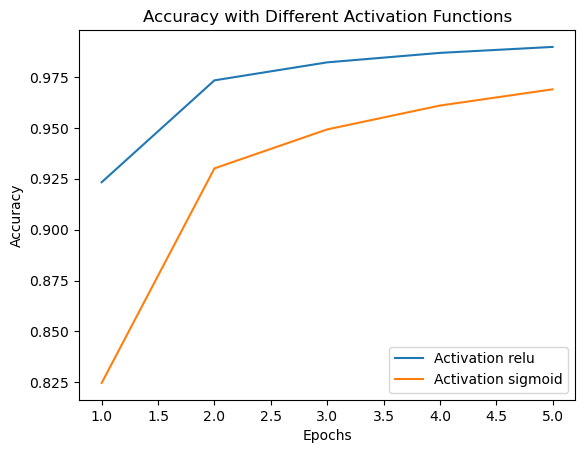 Accuracy with Different Activation Functions
0.975
0.950
0.925
0.900
0.875
0.850
0.825
Accuracy
Activation relu
Activation sigmoid
1.0 1.5 2.0 2.5 3.0 3.5 4.0 4.5 5.0
Epochs